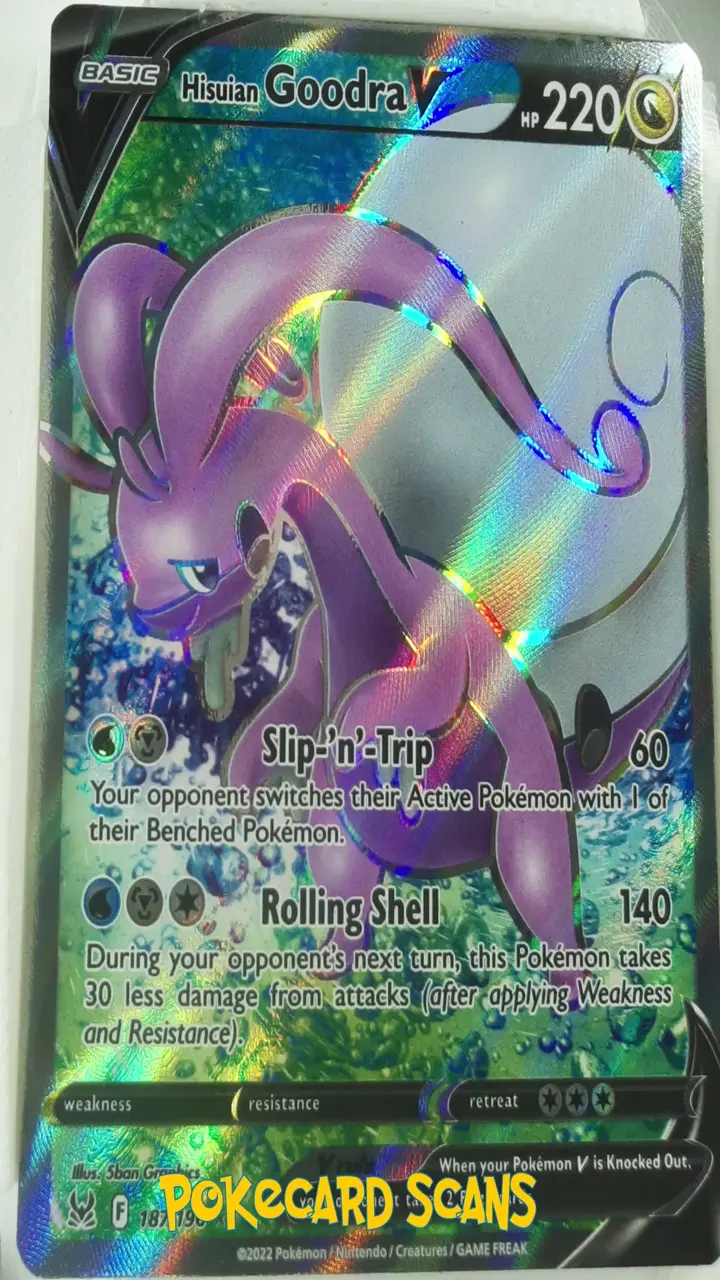 BASIC Hisuian Goodra V HP 220
Slip-'n'-Trip 60
Your opponent switches their Active Pokémon with 1 of
their Benched Pokémon.
Rolling Shell 140
During your opponent's next turn, this Pokémon takes
30 less damage from attacks (after applying Weakness
and Resistance).
weakness resistance retreat
Illus. 5ban Graphics
When your Pokémon V is Knocked Out,
F
POKECARD SCANS
©2022 Pokémon / Nintendo / Creatures / GAME FREAK